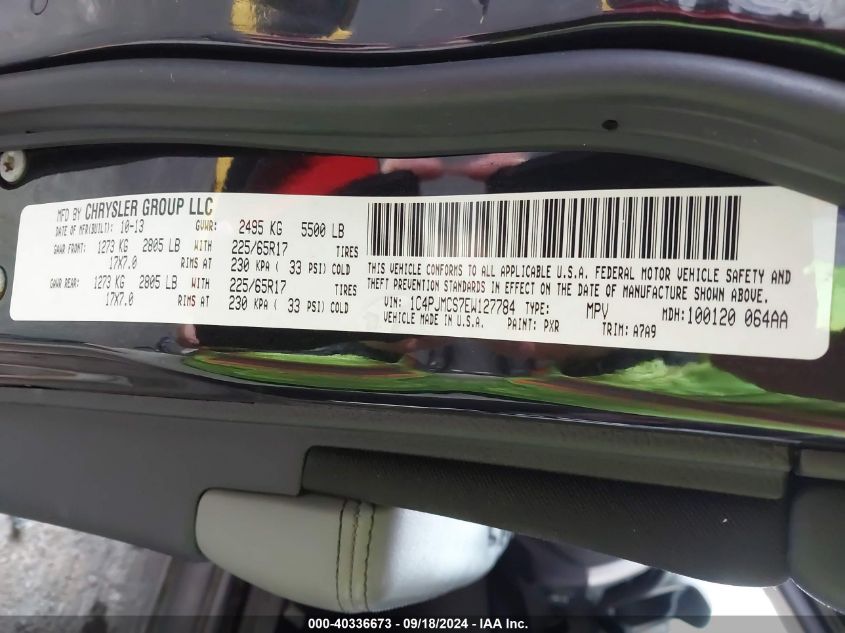 MFD BY CHRYSLER GROUP LLC
DATE OF MFR(BUILT): 10-13 GVWR: 2495 KG 5500 LB
GAWR FRONT: 1273 KG 2805 LB WITH 225/65R17 TIRES
17X7.0 RIMS AT 230 KPA ( 33 PSI) COLD
GAWR REAR: 1273 KG 2805 LB WITH 225/65R17 TIRES
17X7.0 RIMS AT 230 KPA ( 33 PSI) COLD
THIS VEHICLE CONFORMS TO ALL APPLICABLE U.S.A. FEDERAL MOTOR VEHICLE SAFETY AND
THEFT PREVENTION STANDARDS IN EFFECT ON THE DATE OF MANUFACTURE SHOWN ABOVE.
VIN: 1C4PJMCS7EW127784 TYPE: MPV MDH: 100120 064AA
VEHICLE MADE IN U.S.A. PAINT: PXR TRIM: A7A9
000-40336673 - 09/18/2024 - IAA Inc.